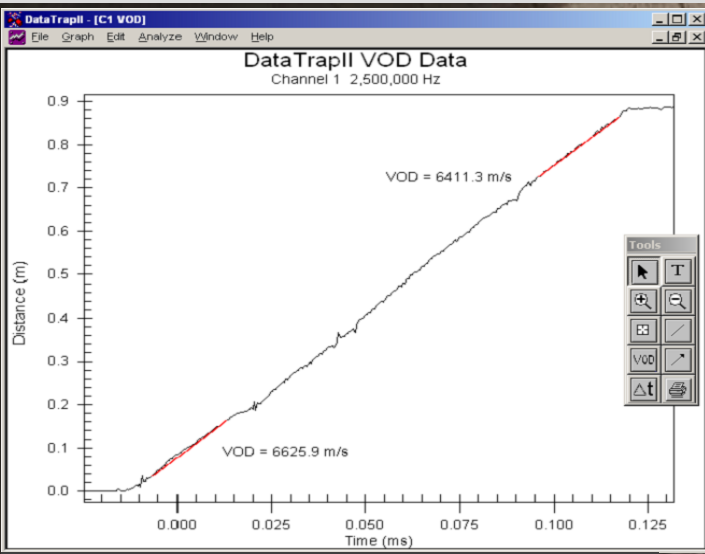 DataTrapII - [C1 VOD]
File Graph Edit Analyze Window Help
DataTrapII VOD Data
Channel 1 2,500,000 Hz
0.9
0.8
VOD = 6411.3 m/s
0.7
0.6
Tools
T
0.5
Distance (m)
0.4
VOD
0.3
Δt
0.2
VOD = 6625.9 m/s
0.1
0.0
0.000 0.025 0.050 0.075 0.100 0.125
Time (ms)